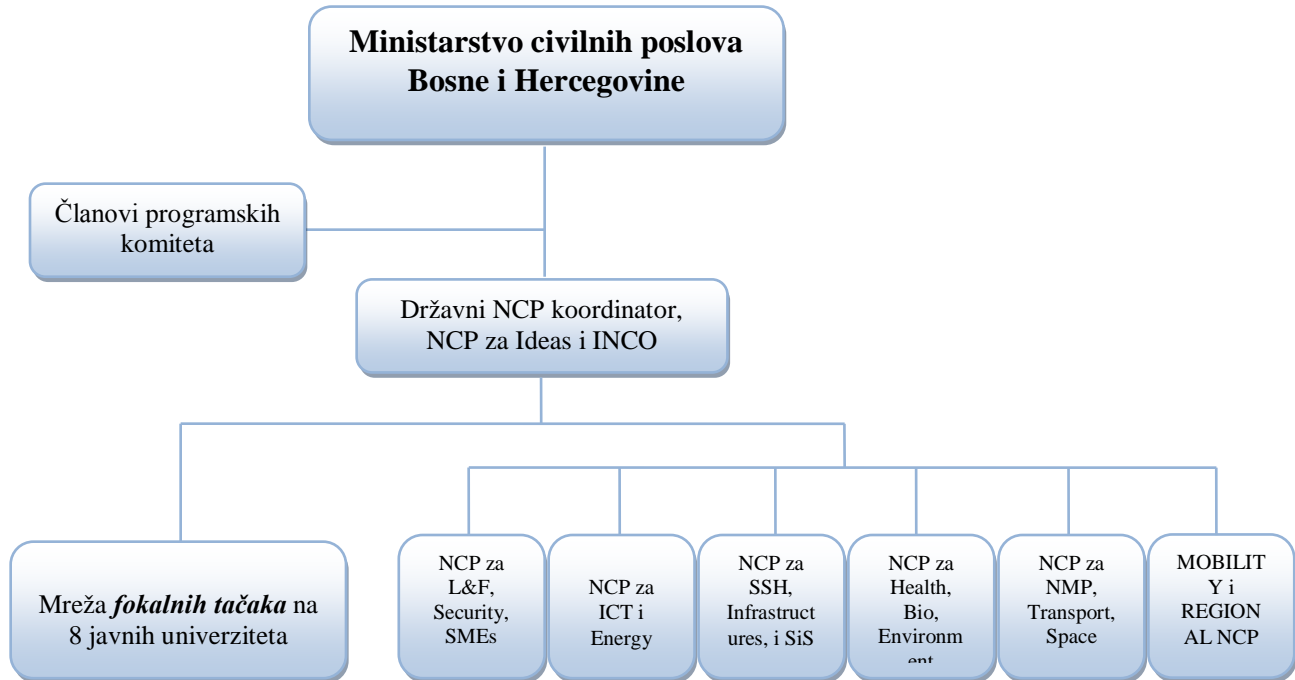 Ministarstvo civilnih poslova
Bosne i Hercegovine
Članovi programskih
komiteta
Državni NCP koordinator,
NCP za Ideas i INCO
Mreža fokalnih tačaka na
8 javnih univerziteta
NCP za
L&F,
Security,
SMEs
NCP za
ICT i
Energy
NCP za
SSH,
Infrastruct
ures, i SiS
NCP za
Health,
Bio,
Environm
ent
NCP za
NMP,
Transport,
Space
MOBILIT
Y i
REGION
AL NCP